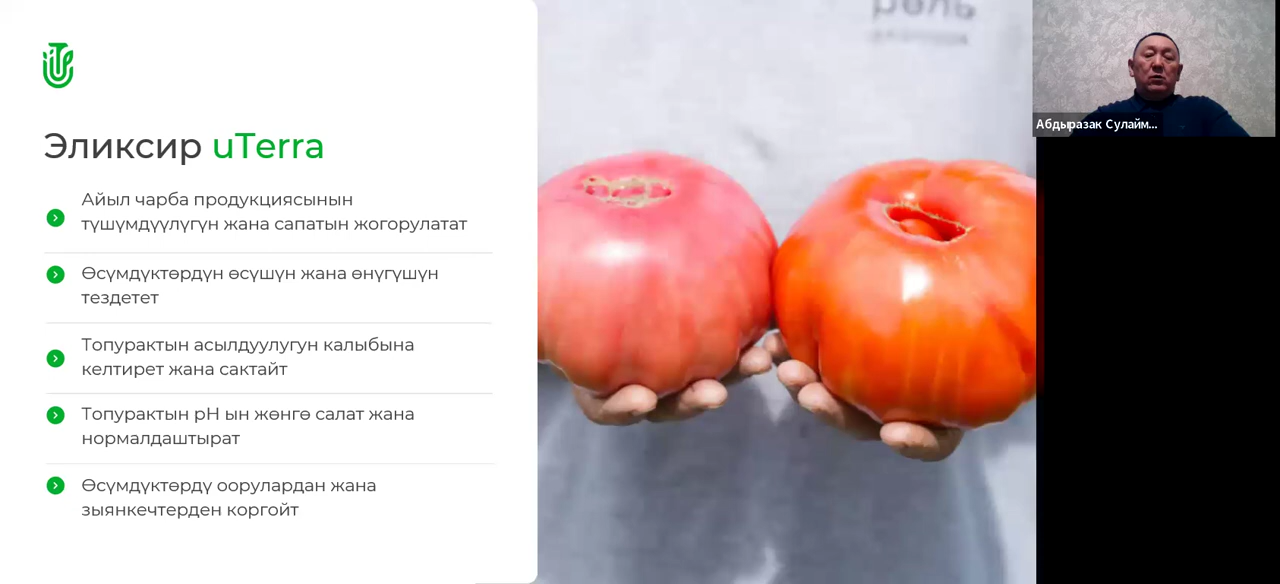 Эликсир uTerra
Айыл чарба продукциясынын
түшүмдүүлүгүн жана сапатын жогорулатат
Өсүмдүктөрдүн өсүшүн жана өнүгүшүн
тездетет
Топурактын асылдуулугун калыбына
келтирет жана сактайт
Топурактын pH ын жөнгө салат жана
нормалдаштырат
Өсүмдүктөрдү оорулардан жана
зыянкечтерден коргойт
Абдыразак Сулайм...